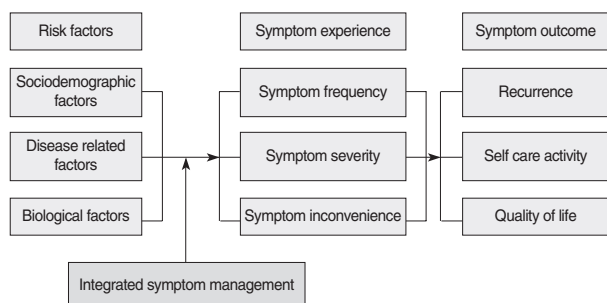 Risk factors
Symptom experience
Symptom outcome
Sociodemographic
factors
Symptom frequency
Recurrence
Disease related
factors
Symptom severity
Self care activity
Biological factors
Symptom inconvenience
Quality of life
Integrated symptom management